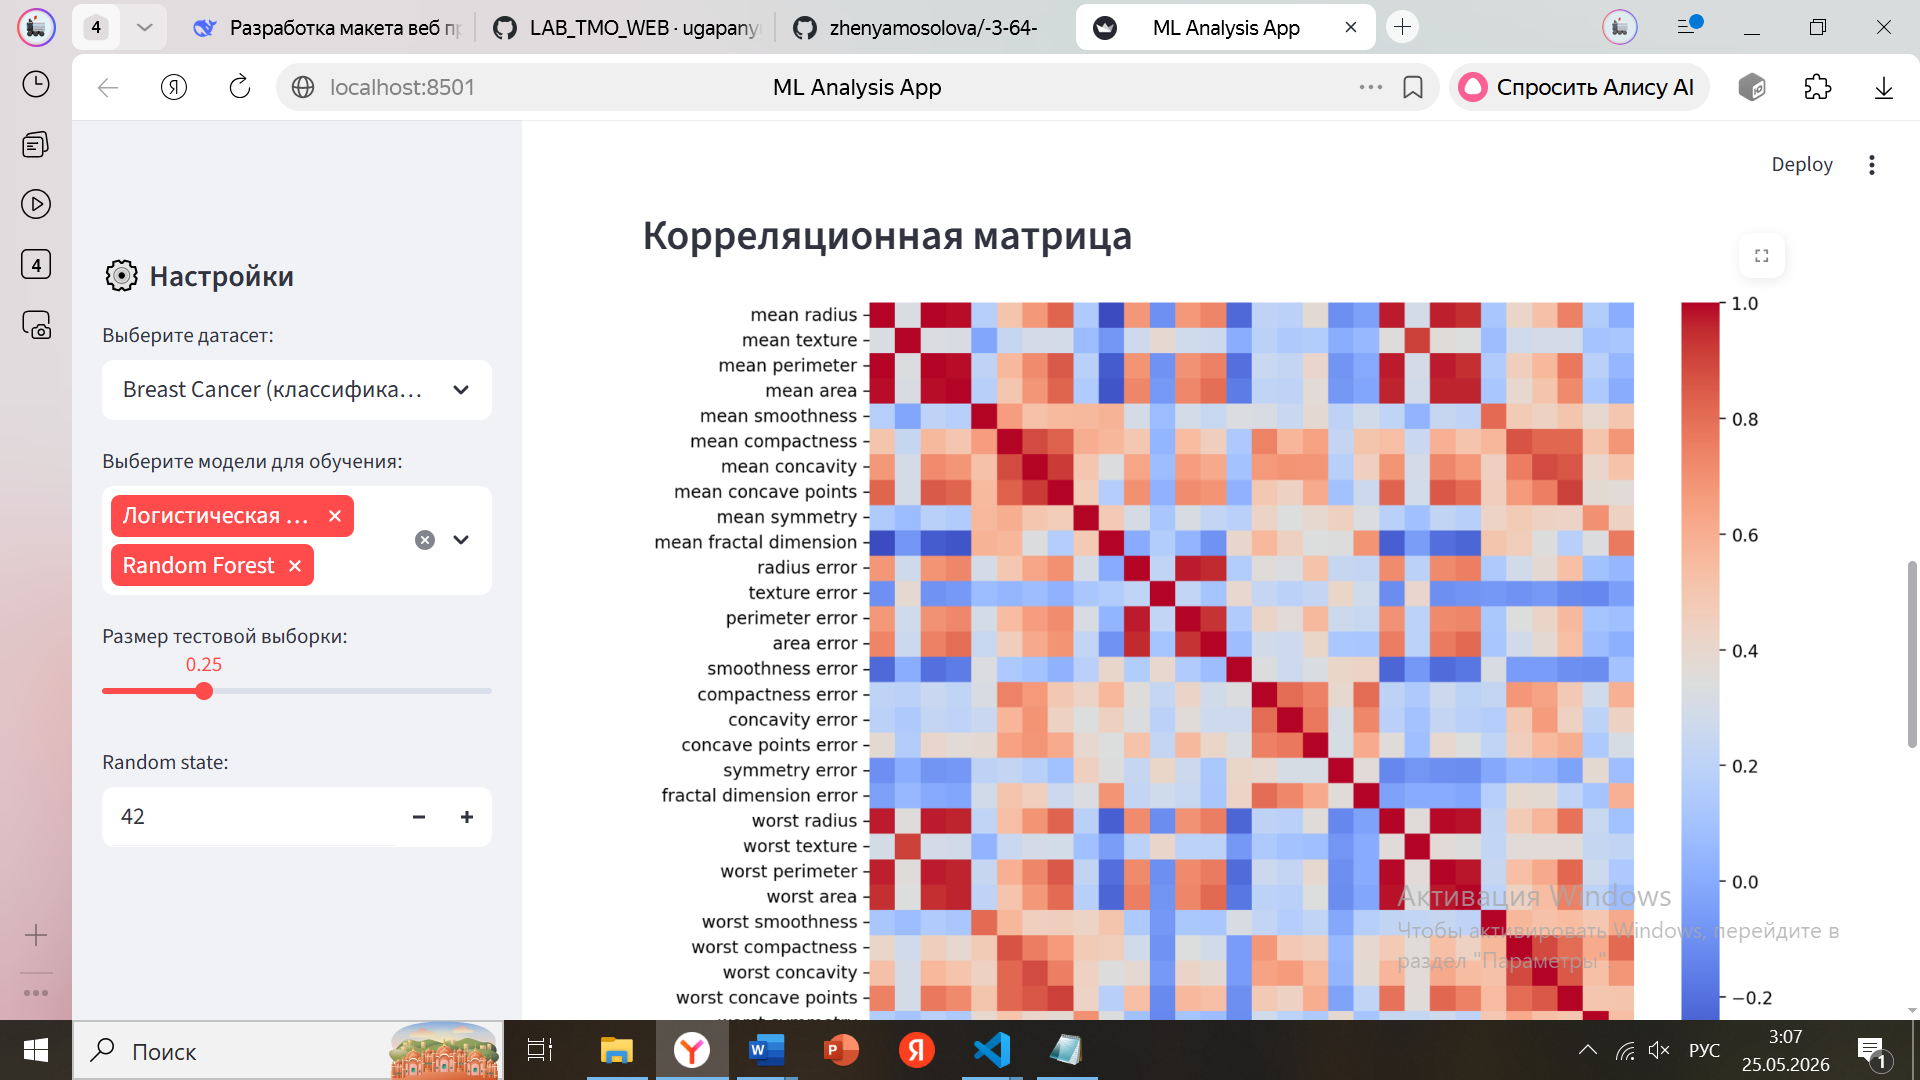 4
Разработка макета веб пр
LAB_TMO_WEB · ugapany
zhenyamosolova/-3-64-
ML Analysis App
localhost:8501
ML Analysis App
Спросить Алису AI
Deploy
4
Настройки
Выберите датасет:
Breast Cancer (классифика...
Выберите модели для обучения:
Логистическая ...
Random Forest
Размер тестовой выборки:
0.25
Random state:
42
Корреляционная матрица
mean radius
mean texture
mean perimeter
mean area
mean smoothness
mean compactness
mean concavity
mean concave points
mean symmetry
mean fractal dimension
radius error
texture error
perimeter error
area error
smoothness error
compactness error
concavity error
concave points error
symmetry error
fractal dimension error
worst radius
worst texture
worst perimeter
worst area
worst smoothness
worst compactness
worst concavity
worst concave points
worst symmetry
1.0
0.8
0.6
0.4
0.2
0.0
−0.2
Активация Windows
Чтобы активировать Windows, перейдите в
раздел "Параметры".
Поиск
РУС
3:07
25.05.2026
1